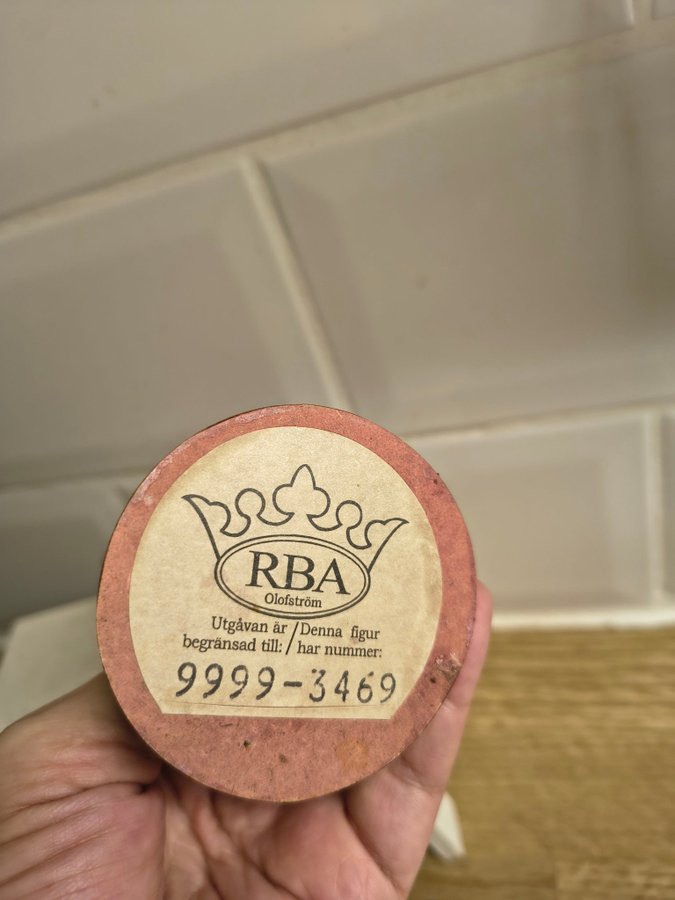 RBA
Olofström
Utgåvan är / Denna figur
begränsad till: / har nummer:
9999-3469